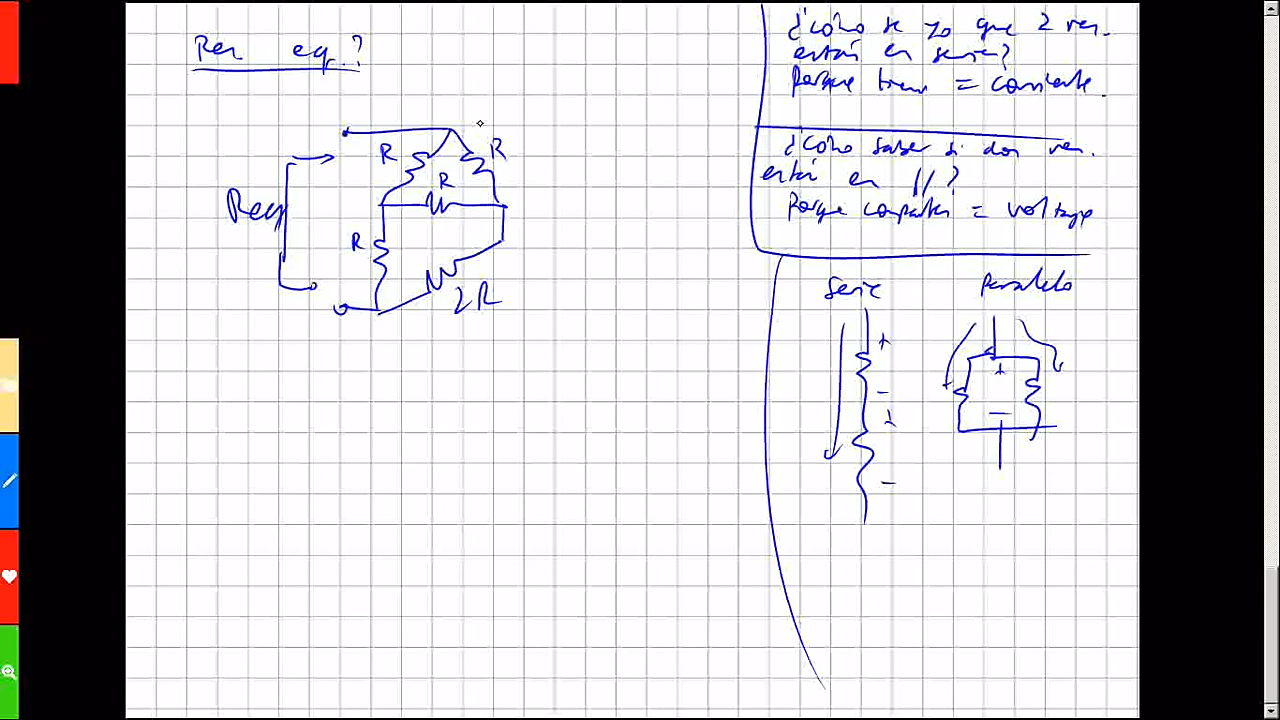 Res eq.?
R
R
R
Req
R
2R
¿Cómo se yo que 2 res.
están en serie?
Porque tienen = corriente.
¿Cómo saber si dos res.
están en // ?
Porque comparten = voltaje
Serie
Paralelo
+
-
+
-
+
-